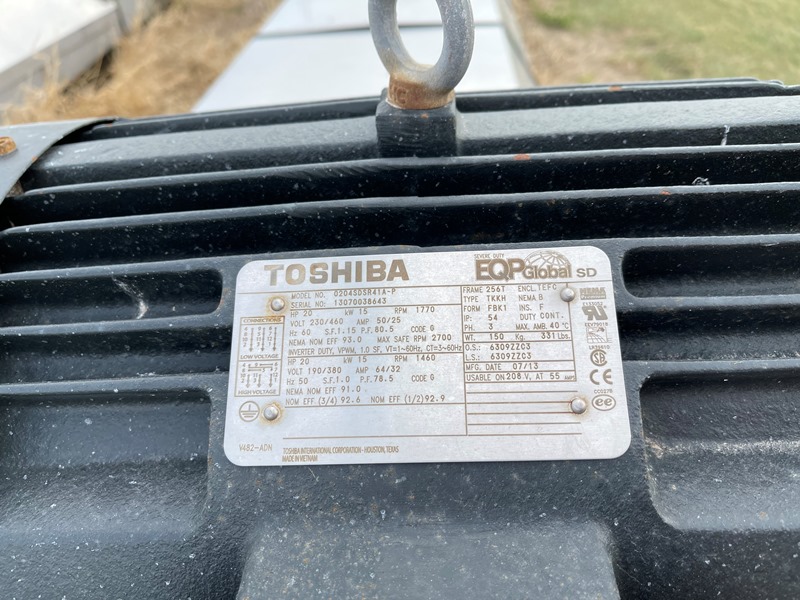 TOSHIBA
SEVERE DUTY
EQP Global SD
MODEL NO. 0204SDSR41A-P
SERIAL NO: 13070038643
HP 20 kW 15 RPM 1770
VOLT 230/460 AMP 50/25
Hz 60 S.F. 1.15 P.F. 80.5 CODE G
NEMA NOM EFF 93.0 MAX SAFE RPM 2700
INVERTER DUTY, VPWM, 1.0 SF, VT=1~60Hz, CT=3~60Hz
HP 20 kW 15 RPM 1460
VOLT 190/380 AMP 64/32
Hz 50 S.F. 1.0 P.F. 78.5 CODE G
NEMA NOM EFF 91.0
NOM EFF (3/4) 92.6 NOM EFF (1/2) 92.9
FRAME 256T ENCL. TEFC
TYPE TKKH NEMA B
FORM FBK1 INS. F
IP: 54 DUTY CONT.
PH. 3 MAX. AMB. 40°C
WT. 150 Kg. 331 Lbs.
O.S.: 6309ZZC3
L.S.: 6309ZZC3
MFG. DATE 07/13
USABLE ON 208 V, AT 55 AMPS
CONNECTIONS
LOW VOLTAGE
HIGH VOLTAGE
CC027B
ee
V482-ADN
TOSHIBA INTERNATIONAL CORPORATION - HOUSTON, TEXAS
MADE IN VIETNAM